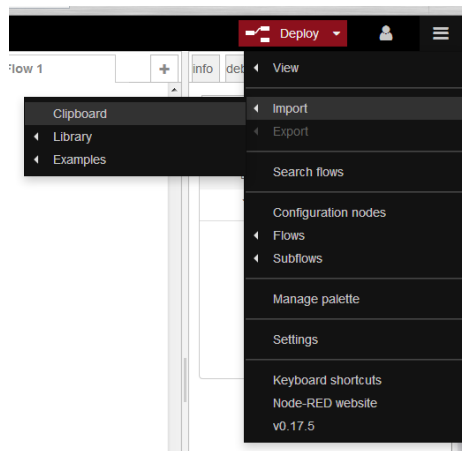 Deploy
Flow 1
+
info
deb
View
Import
Export
Clipboard
Library
Examples
Search flows
Configuration nodes
Flows
Subflows
Manage palette
Settings
Keyboard shortcuts
Node-RED website
v0.17.5